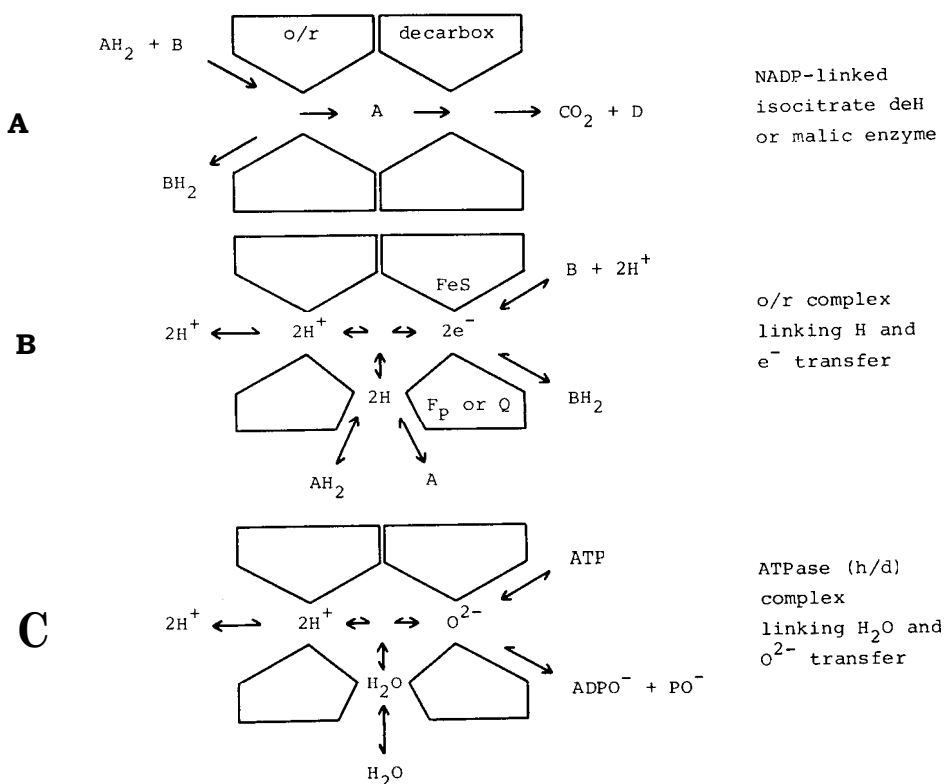 AH₂ + B
o/r
decarbox
A
A
CO₂ + D
BH₂
NADP-linked
isocitrate deH
or malic enzyme
FeS
B + 2H⁺
B
2H⁺
2H⁺
2e⁻
2H
Fₚ or Q
BH₂
AH₂
A
o/r complex
linking H and
e⁻ transfer
ATP
C
2H⁺
2H⁺
O²⁻
H₂O
ADPO⁻ + PO⁻
H₂O
ATPase (h/d)
complex
linking H₂O and
O²⁻ transfer